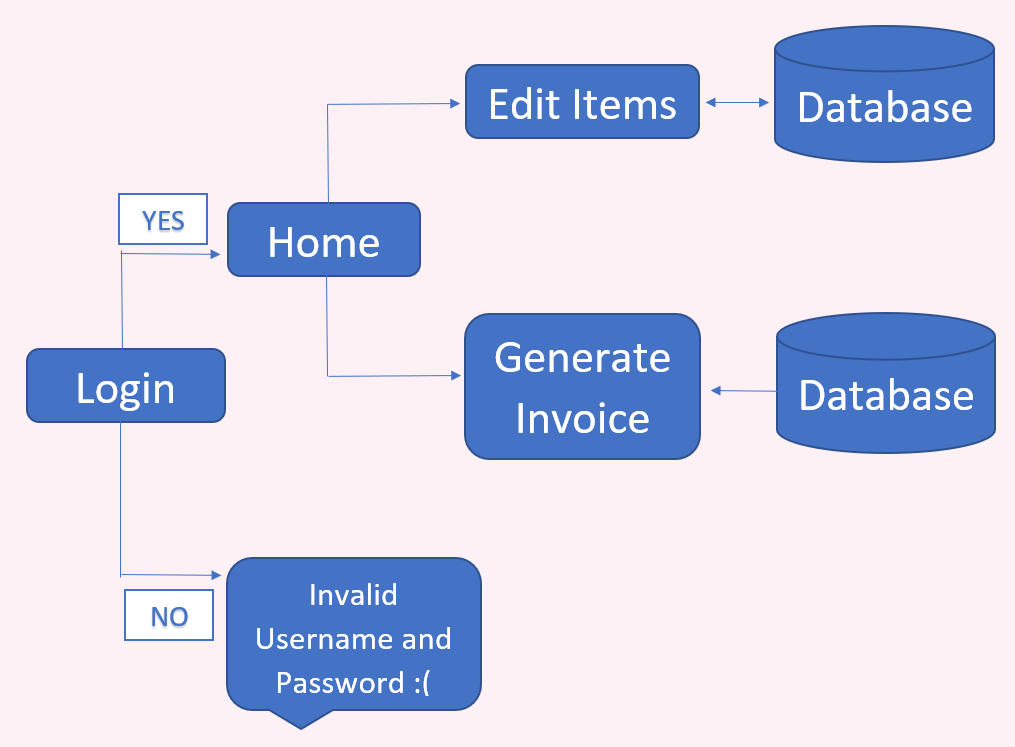 Edit Items
Database
YES
Home
Generate
Invoice
Database
Login
NO
Invalid
Username and
Password :(